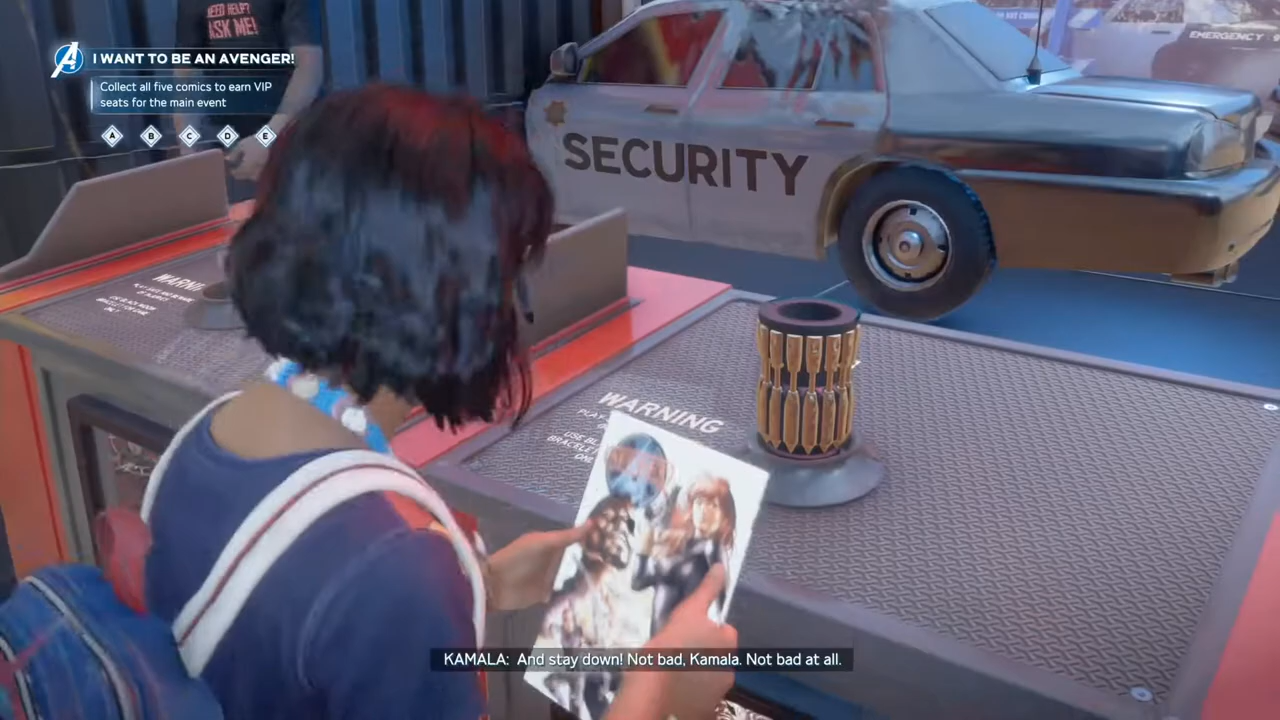 NEED HELP?
ASK ME!
I WANT TO BE AN AVENGER!
Collect all five comics to earn VIP
seats for the main event
A B C D E
EMERGENCY
SECURITY
WARNING
WARNING
KAMALA: And stay down! Not bad, Kamala. Not bad at all.